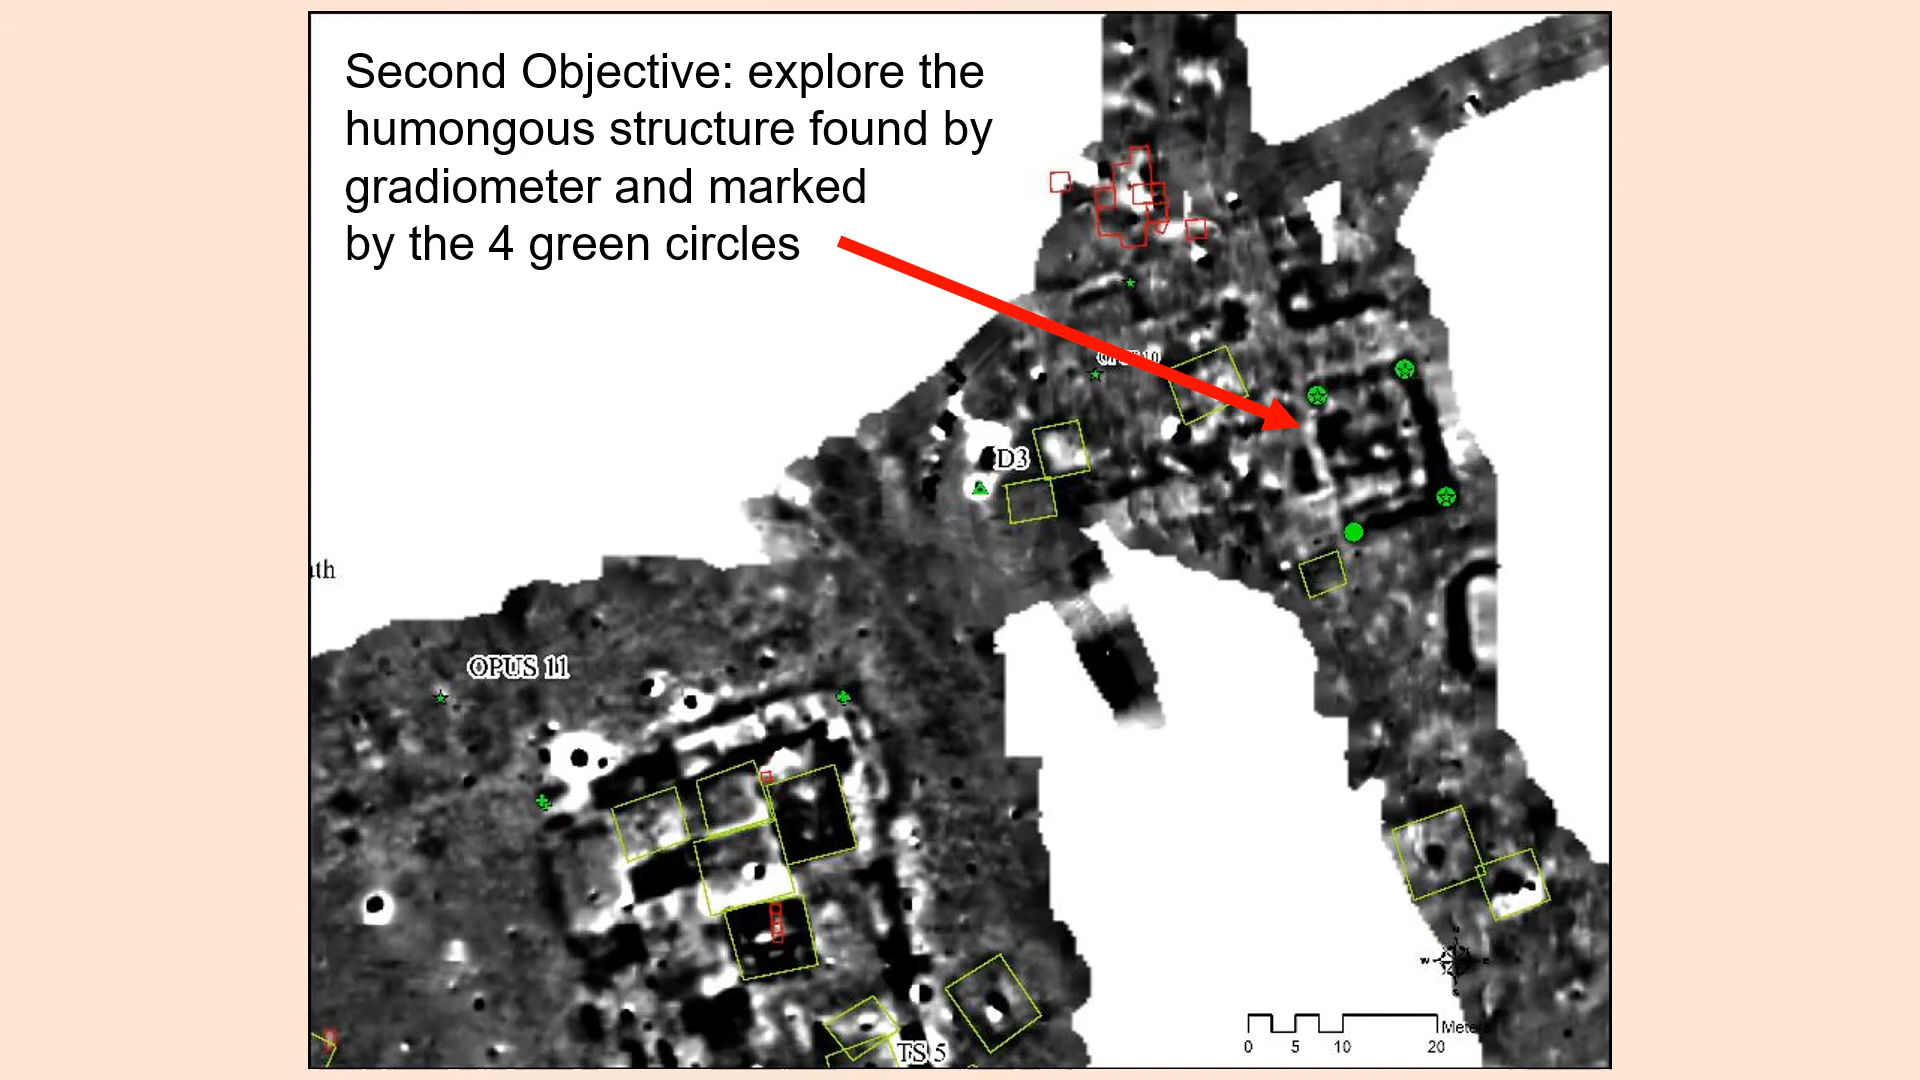 Second Objective: explore the
humongous structure found by
gradiometer and marked
by the 4 green circles
D3
OPUS 11
TS 5
N
W
E
S
Meters
0 5 10 20